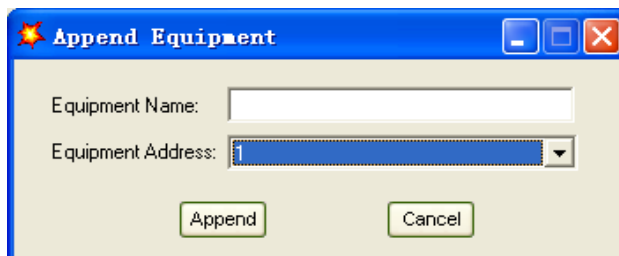 Append Equipment
Equipment Name:
Equipment Address: 1
Append Cancel